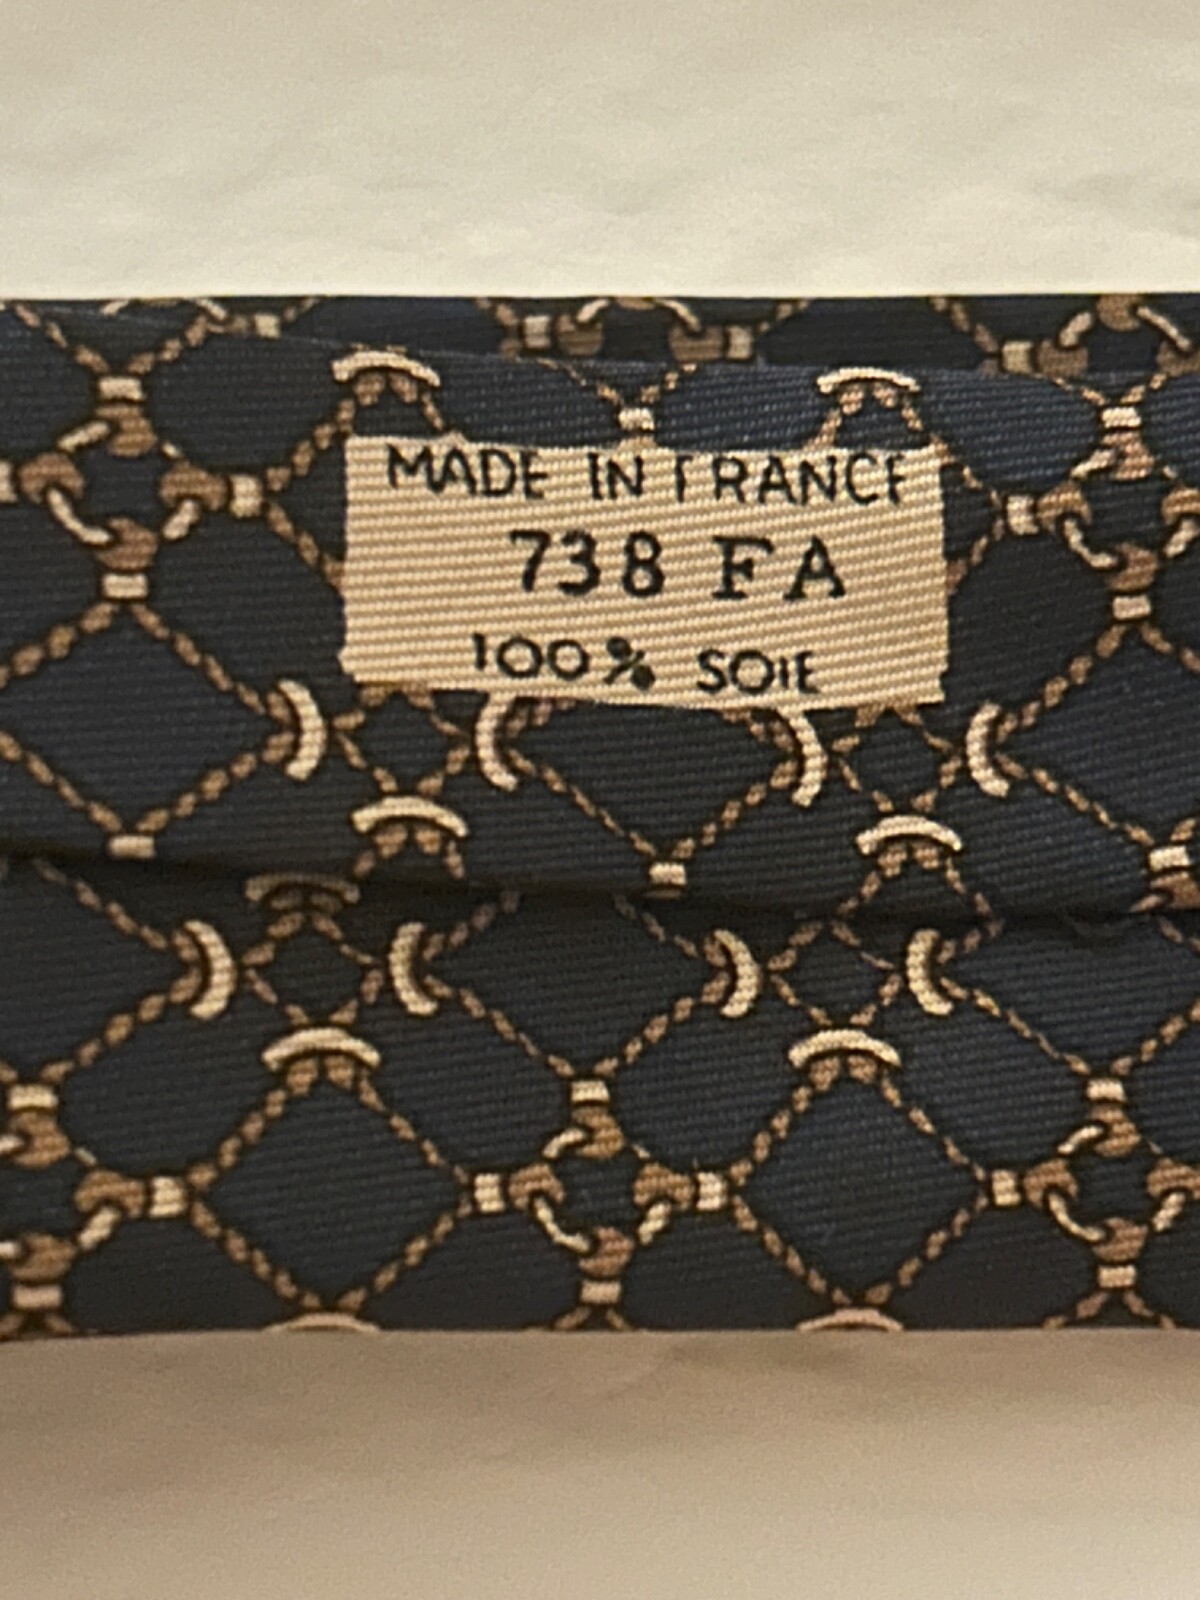 MADE IN FRANCE
738 FA
100% SOIE